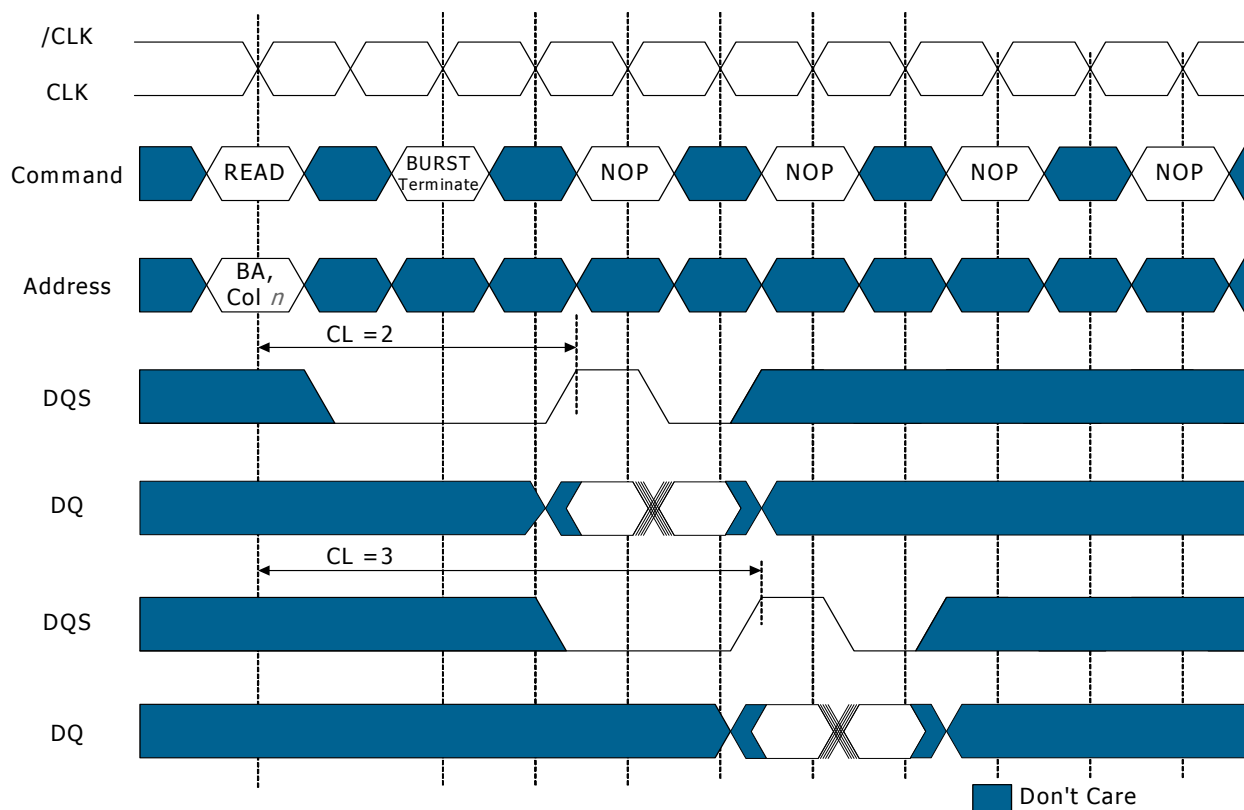 /CLK
CLK
Command
READ
BURST
Terminate
NOP
NOP
NOP
NOP
Address
BA,
Col n
CL =2
DQS
DQ
CL =3
DQS
DQ
Don't Care